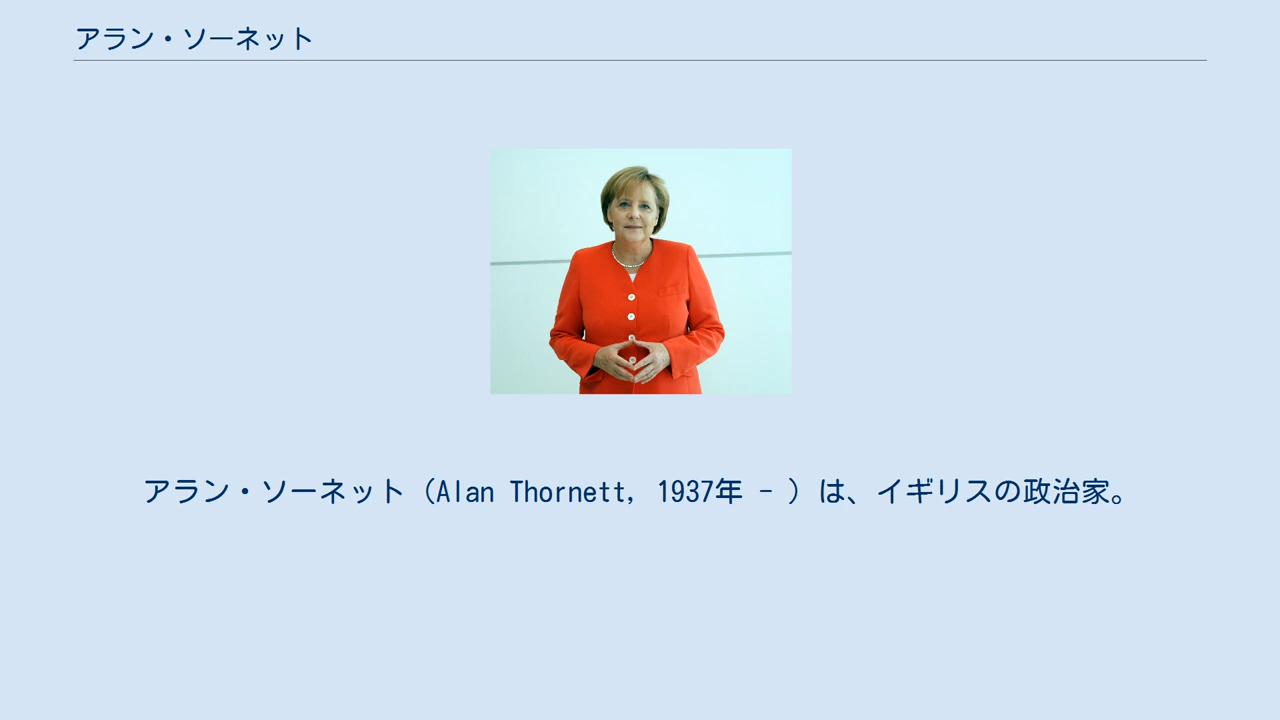 アラン・ソーネット
アラン・ソーネット（Alan Thornett, 1937年 - ）は、イギリスの政治家。